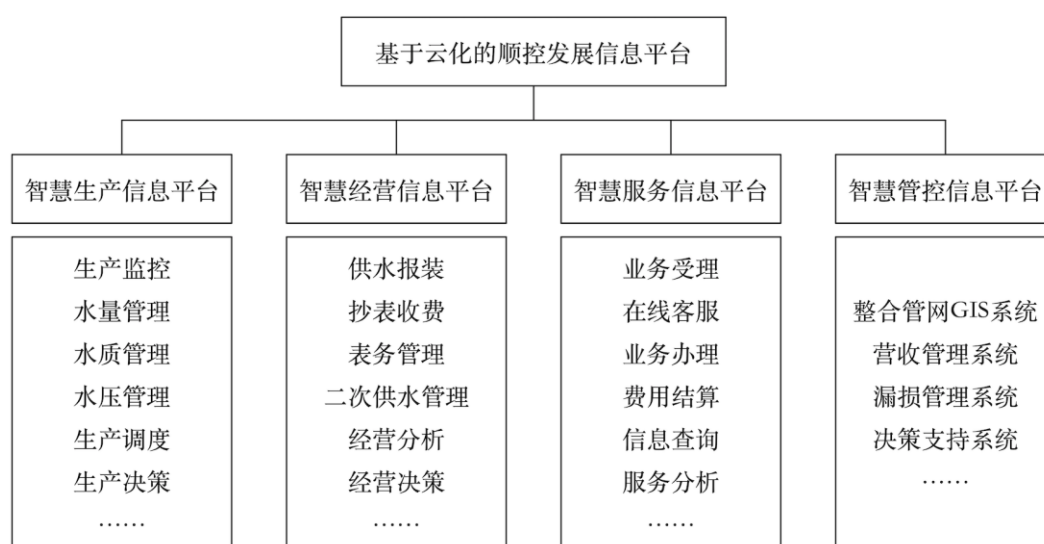 基于云化的顺控发展信息平台
智慧生产信息平台
生产监控
水量管理
水质管理
水压管理
生产调度
生产决策
……
智慧经营信息平台
供水报装
抄表收费
表务管理
二次供水管理
经营分析
经营决策
……
智慧服务信息平台
业务受理
在线客服
业务办理
费用结算
信息查询
服务分析
……
智慧管控信息平台
整合管网GIS系统
营收管理系统
漏损管理系统
决策支持系统
……